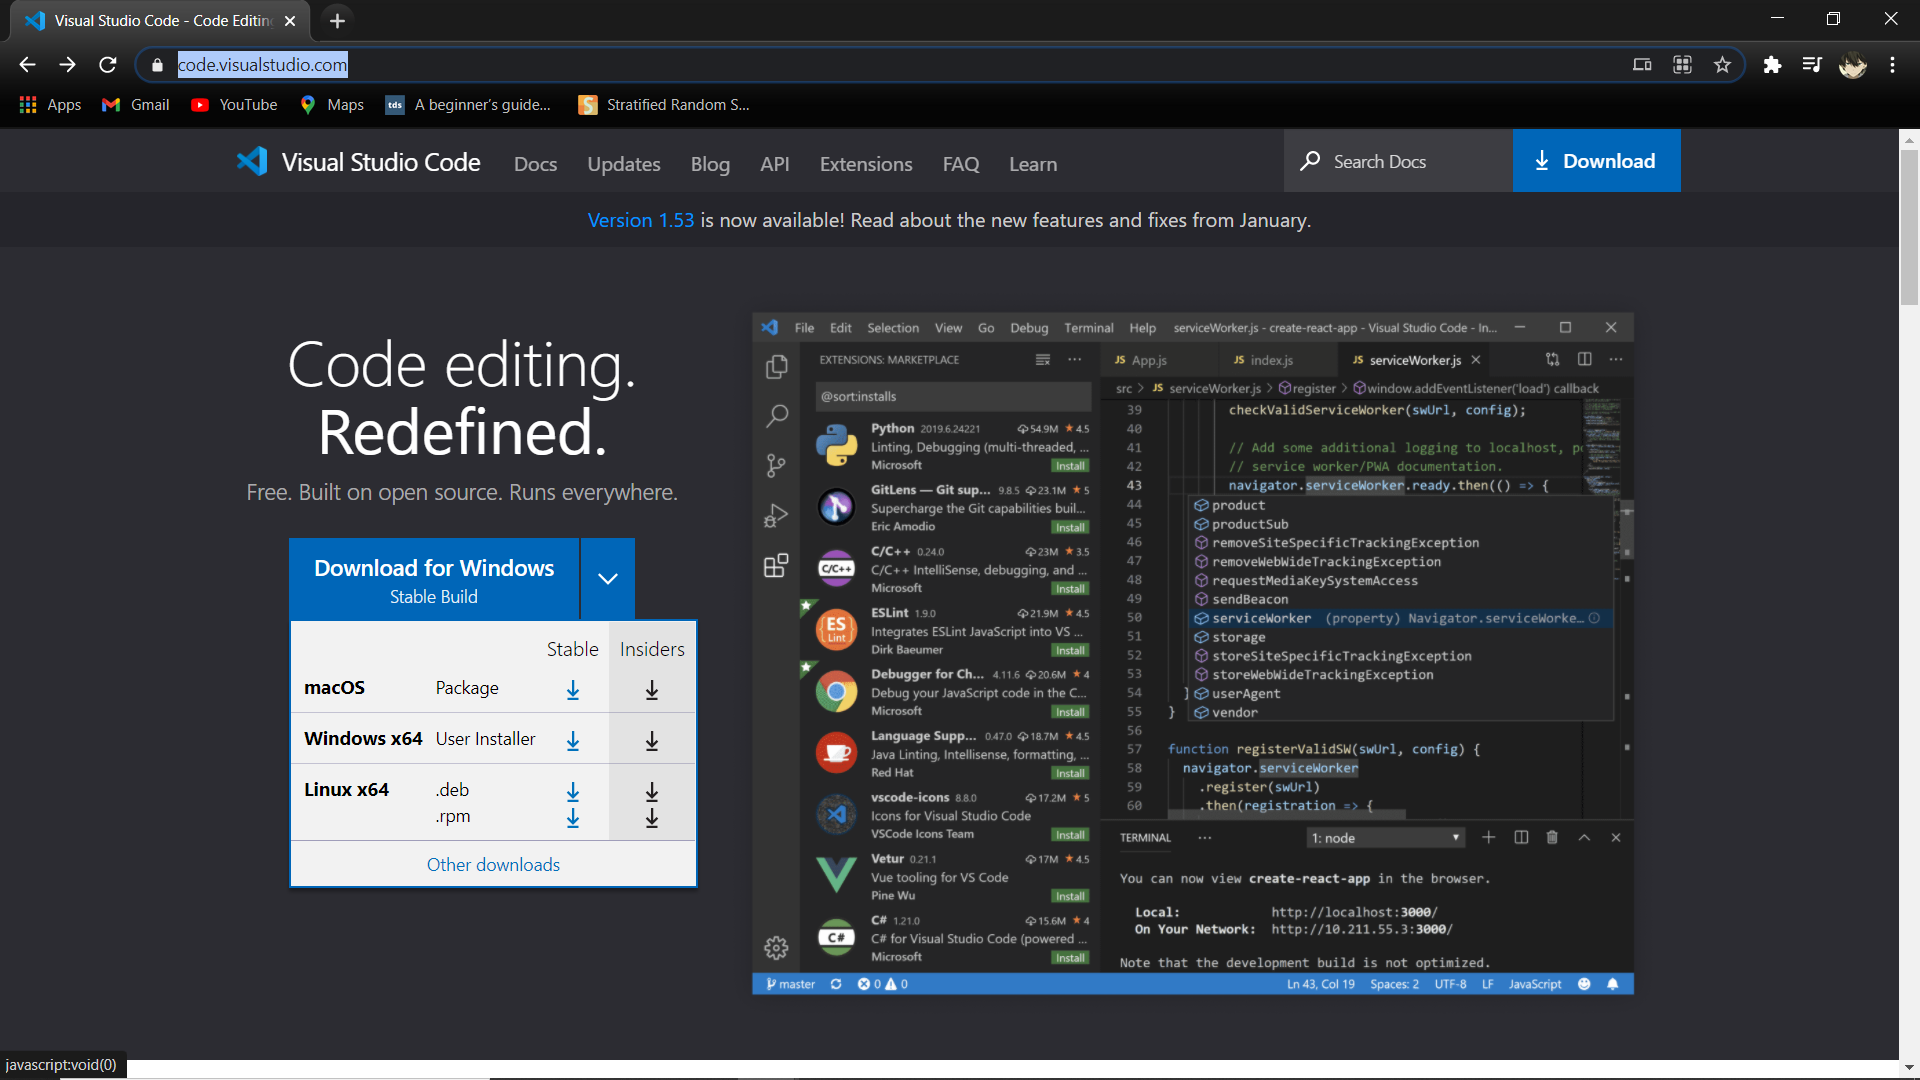 Visual Studio Code - Code Editin
code.visualstudio.com
Apps
Gmail
YouTube
Maps
tds
A beginner's guide...
Stratified Random S...
Visual Studio Code
Docs
Updates
Blog
API
Extensions
FAQ
Learn
Search Docs
Download
Version 1.53 is now available! Read about the new features and fixes from January.
Code editing.
Redefined.
Free. Built on open source. Runs everywhere.
Download for Windows
Stable Build
Stable Insiders
macOS Package
Windows x64 User Installer
Linux x64 .deb
.rpm
Other downloads
File Edit Selection View Go Debug Terminal Help serviceWorker.js - create-react-app - Visual Studio Code - In...
EXTENSIONS: MARKETPLACE
@sort:installs
Python 2019.6.24221 54.9M 4.5
Linting, Debugging (multi-threaded, ...
Microsoft Install
GitLens — Git sup... 9.8.5 23.1M 5
Supercharge the Git capabilities buil...
Eric Amodio Install
C/C++
C/C++ 0.24.0 23M 3.5
C/C++ IntelliSense, debugging, and ...
Microsoft Install
ES
Lint
ESLint 1.9.0 21.9M 4.5
Integrates ESLint JavaScript into VS ...
Dirk Baeumer Install
Debugger for Ch... 4.11.6 20.6M 4
Debug your JavaScript code in the C...
Microsoft Install
Language Supp... 0.47.0 18.7M 4.5
Java Linting, Intellisense, formatting, ...
Red Hat Install
vscode-icons 8.8.0 17.2M 5
Icons for Visual Studio Code
VSCode Icons Team Install
Vetur 0.21.1 17M 4.5
Vue tooling for VS Code
Pine Wu Install
C#
C# 1.21.0 15.6M 4
C# for Visual Studio Code (powered ...
Microsoft Install
JS App.js JS index.js JS serviceWorker.js
src > JS serviceWorker.js > register > window.addEventListener('load') callback
39 checkValidServiceWorker(swUrl, config);
40
41 // Add some additional logging to localhost, po
42 // service worker/PWA documentation.
43 navigator.serviceWorker.ready.then(() => {
44 product
45 productSub
46 removeSiteSpecificTrackingException
47 removeWebWideTrackingException
48 requestMediaKeySystemAccess
49 sendBeacon
50 serviceWorker (property) Navigator.serviceWorke...
51 storage
52 storeSiteSpecificTrackingException
53 storeWebWideTrackingException
54 } userAgent
55 } vendor
56
57 function registerValidSW(swUrl, config) {
58 navigator.serviceWorker
59 .register(swUrl)
60 .then(registration => {
TERMINAL ... 1: node
You can now view create-react-app in the browser.
Local: http://localhost:3000/
On Your Network: http://10.211.55.3:3000/
Note that the development build is not optimized.
master 0 0 Ln 43, Col 19 Spaces: 2 UTF-8 LF JavaScript
javascript:void(0)